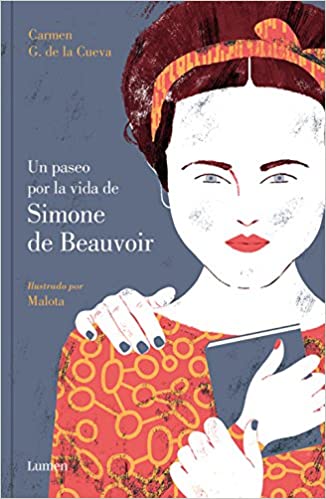 Carmen
G. de la Cueva
Un paseo
por la vida de
Simone
de Beauvoir
Ilustrado por
Malota
Lumen